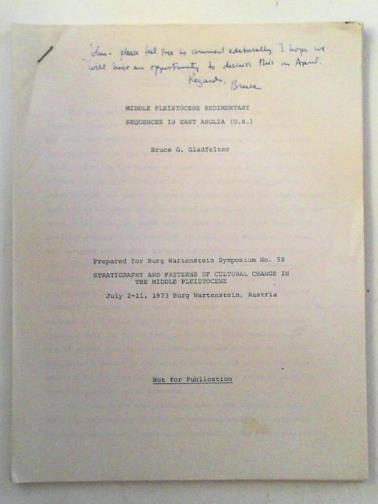 John - please feel free to comment editorially. I hope we
will have an opportunity to discuss this in April.
Regards,
Bruce
MIDDLE PLEISTOCENE SEDIMENTARY
SEQUENCES IN EAST ANGLIA (U.K.)
Bruce G. Gladfelter
Prepared for Burg Wartenstein Symposium No. 58
STRATIGRAPHY AND PATTERNS OF CULTURAL CHANGE IN
THE MIDDLE PLEISTOCENE
July 2-11, 1973 Burg Wartenstein, Austria
Not for Publication